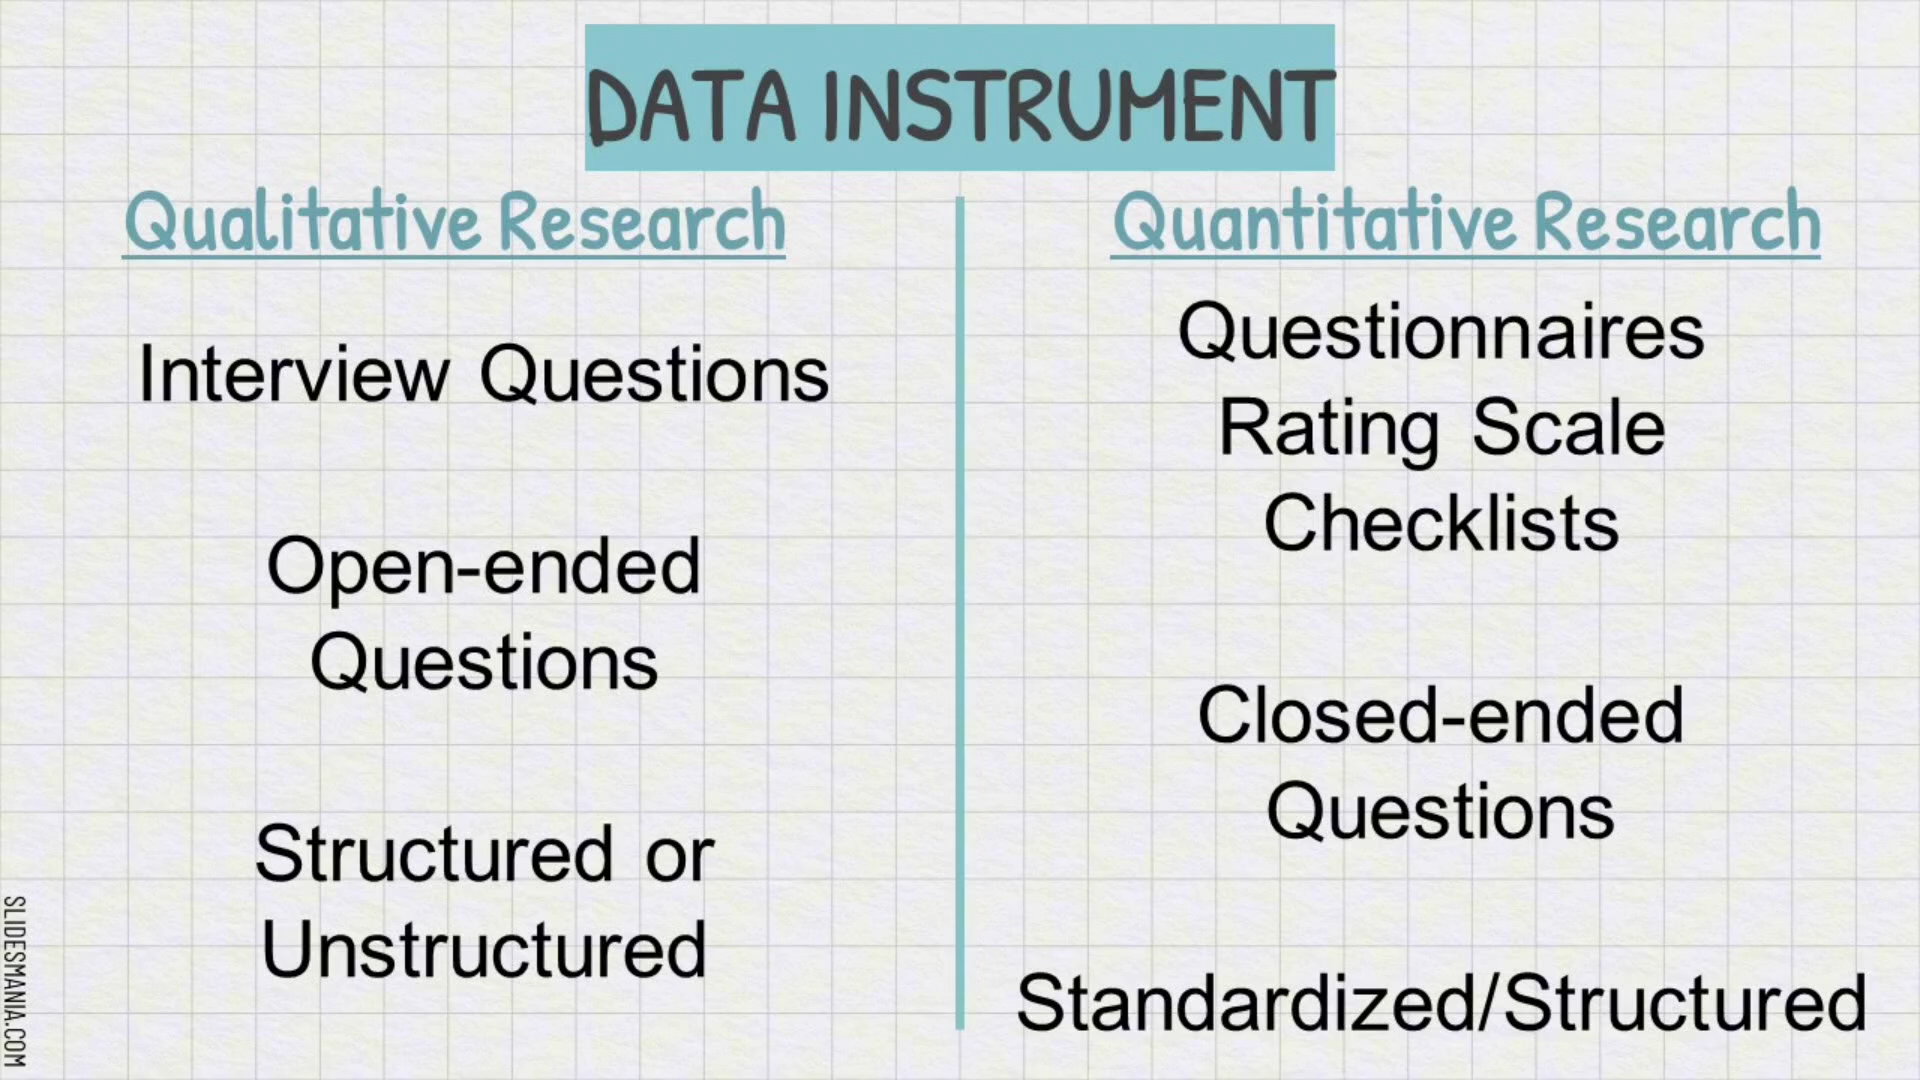 DATA INSTRUMENT
Qualitative Research
Interview Questions
Open-ended
Questions
Structured or
Unstructured
Quantitative Research
Questionnaires
Rating Scale
Checklists
Closed-ended
Questions
Standardized/Structured
SLIDESMANIA.COM